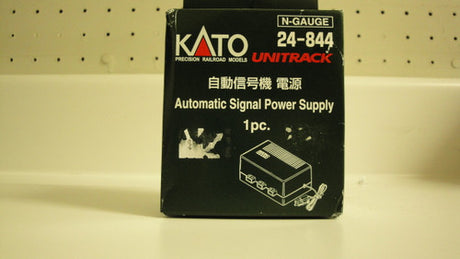 N-GAUGE
KATO 24-844
PRECISION RAILROAD MODELS UNITRACK
自動信号機 電源
Automatic Signal Power Supply
1pc.